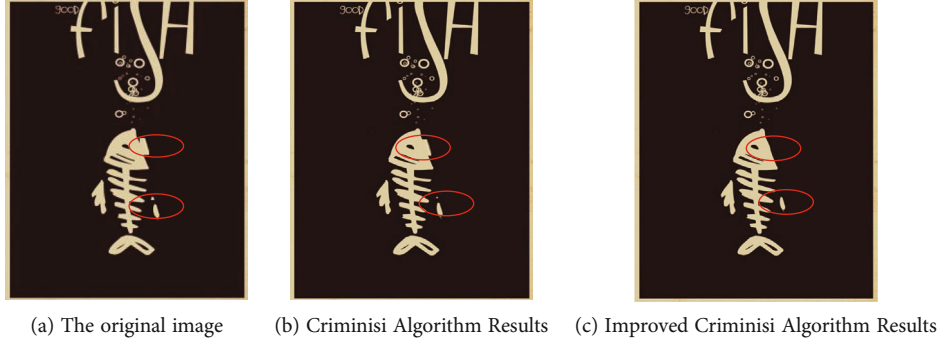 GOOD GOOD GOOD
FISH FISH FISH
(a) The original image (b) Criminisi Algorithm Results (c) Improved Criminisi Algorithm Results